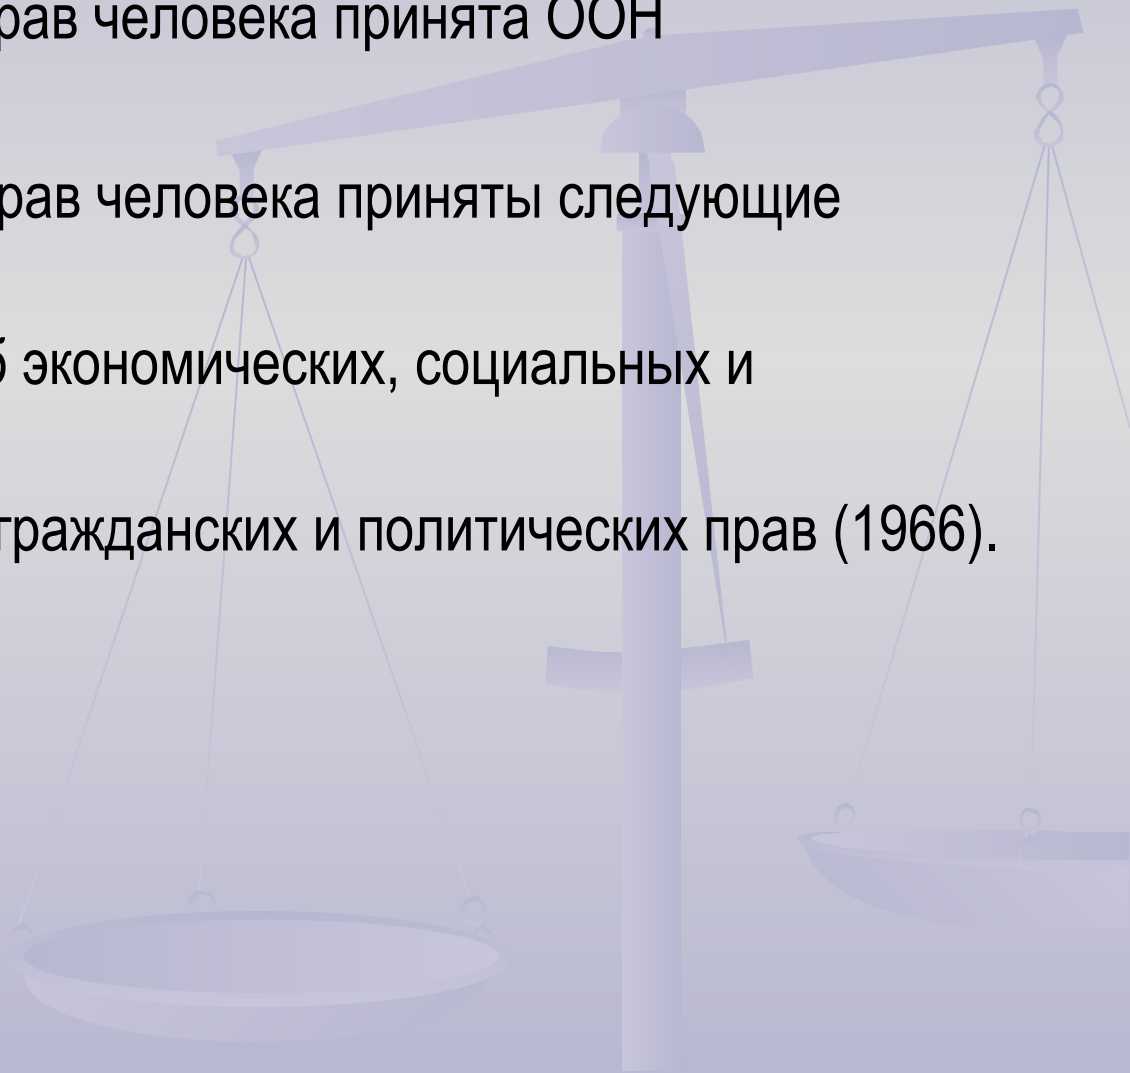 рав человека принята ООН
рав человека приняты следующие
б экономических, социальных и
гражданских и политических прав (1966).